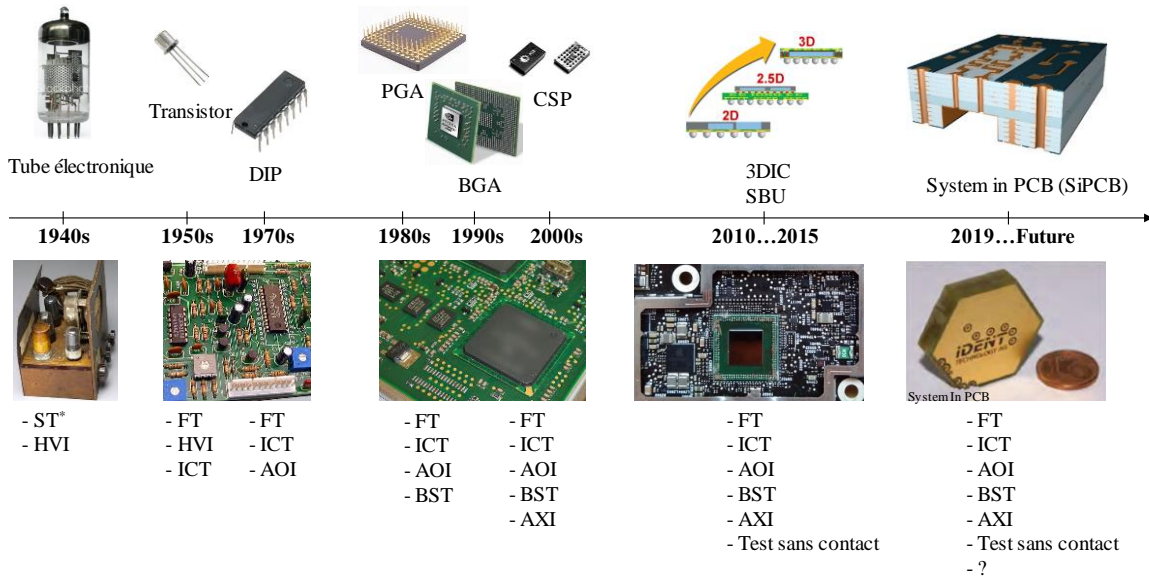 Tube électronique
Transistor
DIP
PGA
CSP
BGA
3D
2.5D
2D
3DIC
SBU
System in PCB (SiPCB)
1940s
1950s
1970s
1980s
1990s
2000s
2010…2015
2019…Future
iDENT
TECHNOLOGY AG
System In PCB
- ST*
- HVI
- FT
- HVI
- ICT
- FT
- ICT
- AOI
- FT
- ICT
- AOI
- BST
- FT
- ICT
- AOI
- BST
- AXI
- FT
- ICT
- AOI
- BST
- AXI
- Test sans contact
- FT
- ICT
- AOI
- BST
- AXI
- Test sans contact
- ?